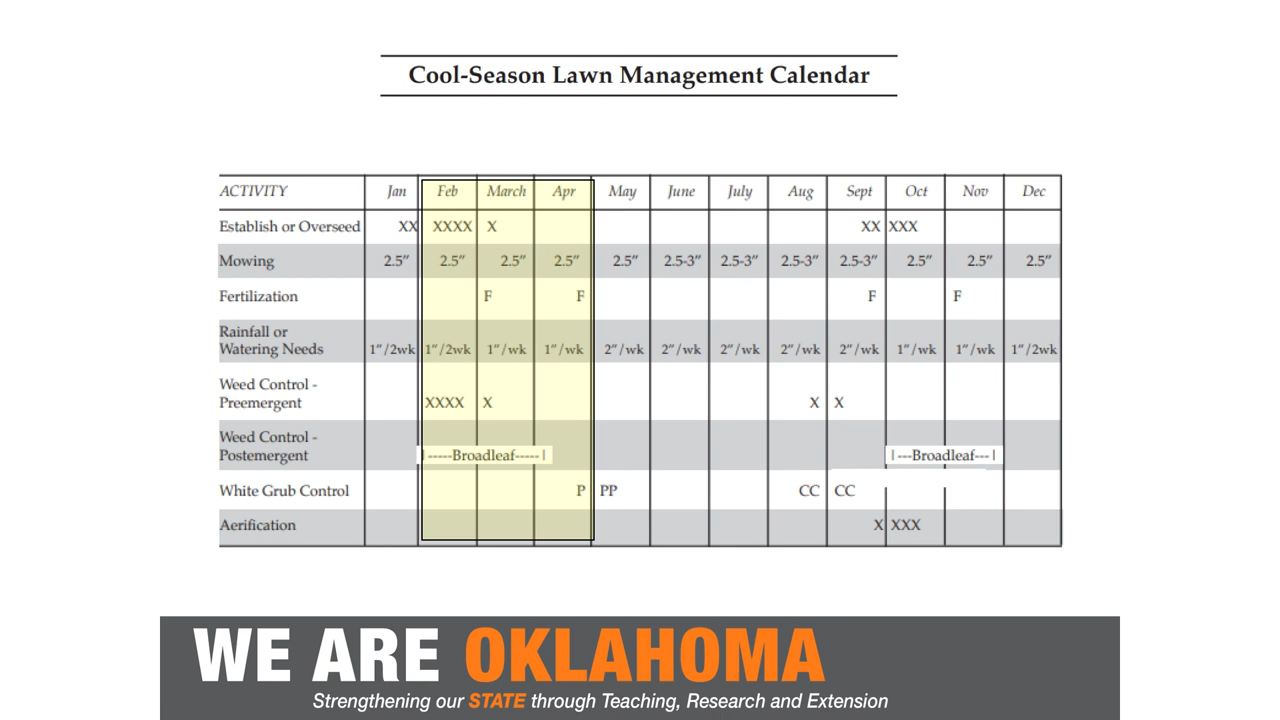 Cool-Season Lawn Management Calendar
ACTIVITY Jan Feb March Apr May June July Aug Sept Oct Nov Dec
Establish or Overseed XX XXXX X XX XXX
Mowing 2.5" 2.5" 2.5" 2.5" 2.5" 2.5-3" 2.5-3" 2.5-3" 2.5-3" 2.5" 2.5" 2.5"
Fertilization F F F F
Rainfall or
Watering Needs 1"/2wk 1"/2wk 1"/wk 1"/wk 2"/wk 2"/wk 2"/wk 2"/wk 2"/wk 1"/wk 1"/wk 1"/2wk
Weed Control -
Preemergent XXXX X X X
Weed Control -
Postemergent |-----Broadleaf-----| |---Broadleaf---|
White Grub Control P PP CC CC
Aerification X XXX
WE ARE OKLAHOMA
Strengthening our STATE through Teaching, Research and Extension